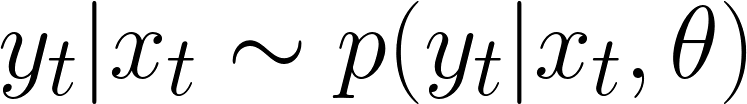 y_t|x_t ∼ p(y_t|x_t, θ)